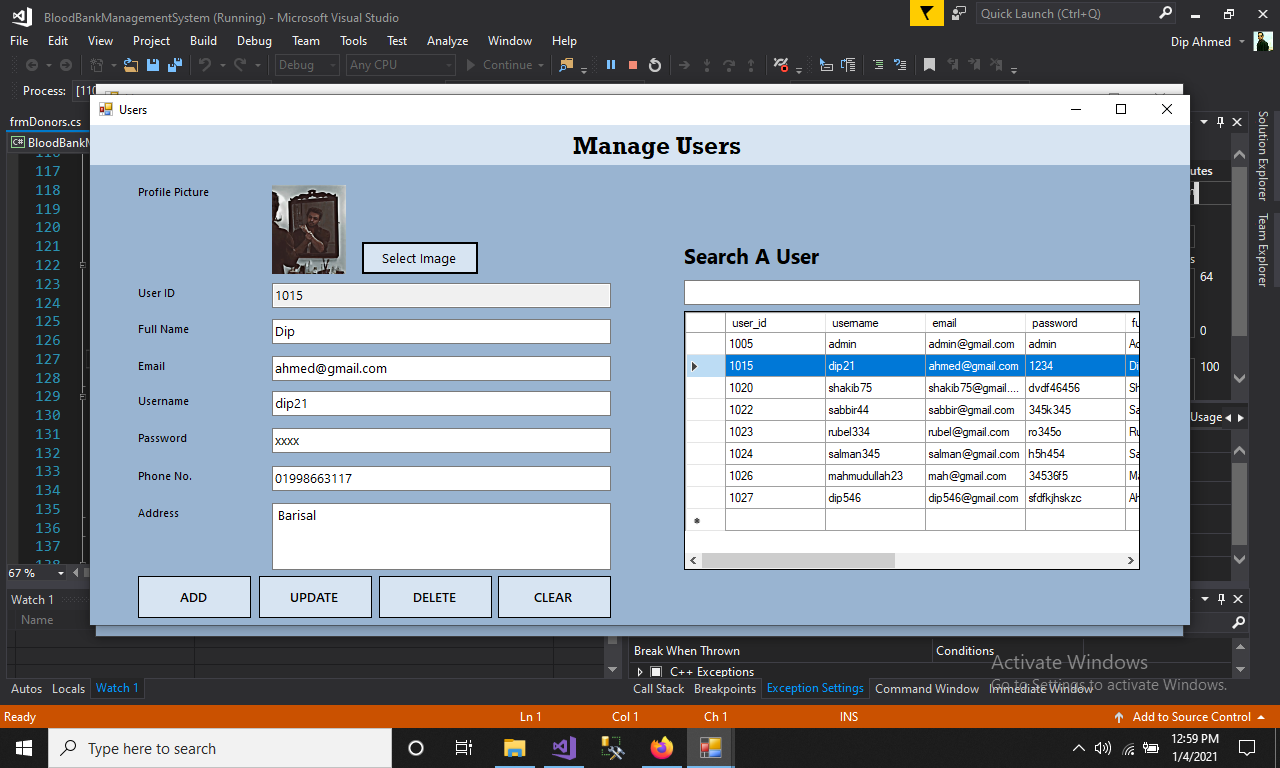 BloodBankManagementSystem (Running) - Microsoft Visual Studio
Quick Launch (Ctrl+Q)
File Edit View Project Build Debug Team Tools Test Analyze Window Help
Dip Ahmed
Debug Any CPU Continue
Process:
frmDonors.cs
Users
Manage Users
Profile Picture
Select Image
User ID 1015
Full Name Dip
Email ahmed@gmail.com
Username dip21
Password xxxx
Phone No. 01998663117
Address Barisal
ADD UPDATE DELETE CLEAR
Search A User
user_id username email password fu
1005 admin admin@gmail.com admin Ac
1015 dip21 ahmed@gmail.com 1234 Di
1020 shakib75 shakib75@gmail.... dvdf46456 Sh
1022 sabbir44 sabbir@gmail.com 345k345 Sa
1023 rubel334 rubel@gmail.com ro345o Ru
1024 salman345 salman@gmail.com h5h454 Sa
1026 mahmudullah23 mah@gmail.com 34536f5 M
1027 dip546 dip546@gmail.com sfdfkjhskzc Ah
117
118
119
120
121
122
123
124
125
126
127
128
129
130
131
132
133
134
135
136
137
138
67 %
utes
64
0
100
Usage
Solution Explorer
Team Explorer
Watch 1
Name
Autos Locals Watch 1
Break When Thrown Conditions
C++ Exceptions
Call Stack Breakpoints Exception Settings Command Window Immediate Window
Activate Windows
Go to Settings to activate Windows.
Ready Ln 1 Col 1 Ch 1 INS Add to Source Control
Type here to search
12:59 PM
1/4/2021